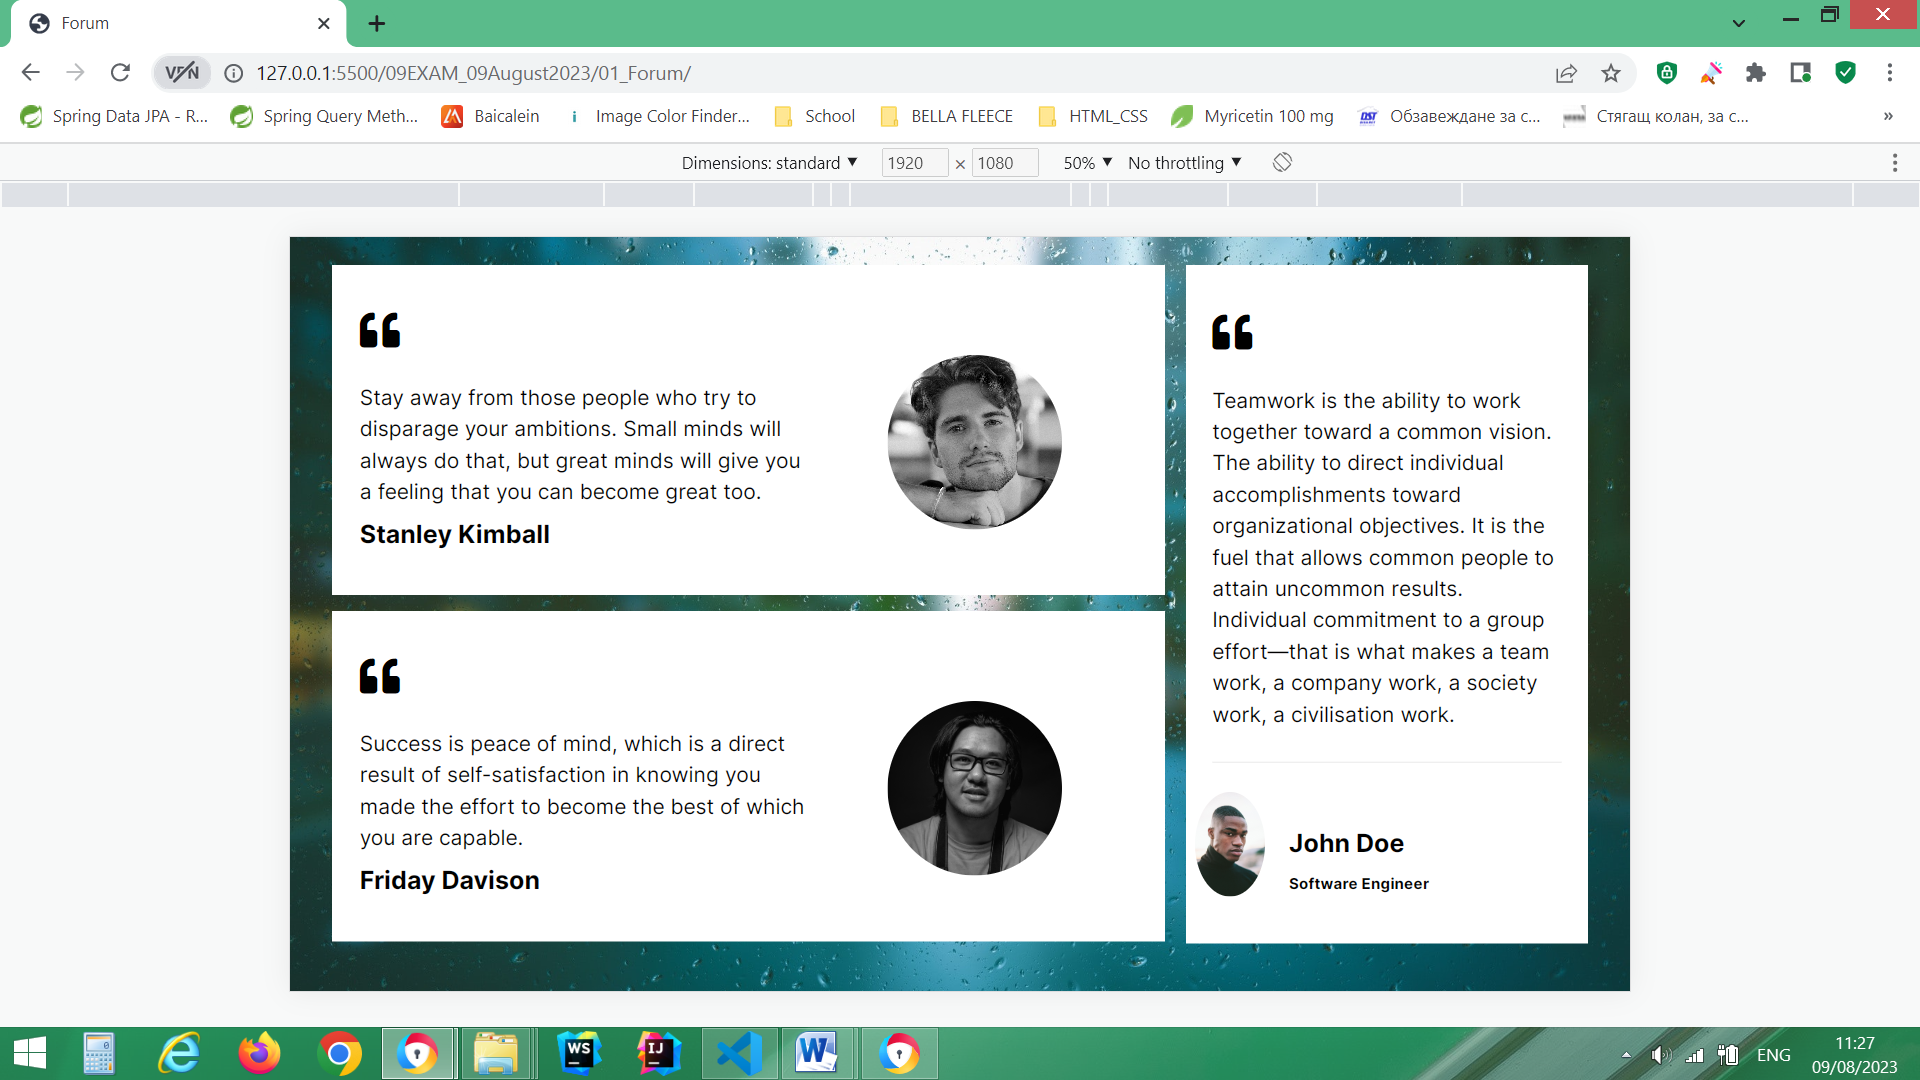 Forum
VPN
127.0.0.1:5500/09EXAM_09August2023/01_Forum/
Spring Data JPA - R...
Spring Query Meth...
Baicalein
Image Color Finder...
School
BELLA FLEECE
HTML_CSS
Myricetin 100 mg
Обзавеждане за с...
Стягащ колан, за с...
»
Dimensions: standard ▼ 1920 × 1080 50% ▼ No throttling ▼
Stay away from those people who try to
disparage your ambitions. Small minds will
always do that, but great minds will give you
a feeling that you can become great too.
Stanley Kimball
Success is peace of mind, which is a direct
result of self-satisfaction in knowing you
made the effort to become the best of which
you are capable.
Friday Davison
Teamwork is the ability to work
together toward a common vision.
The ability to direct individual
accomplishments toward
organizational objectives. It is the
fuel that allows common people to
attain uncommon results.
Individual commitment to a group
effort—that is what makes a team
work, a company work, a society
work, a civilisation work.
John Doe
Software Engineer
WS
IJ
W
ENG
11:27
09/08/2023